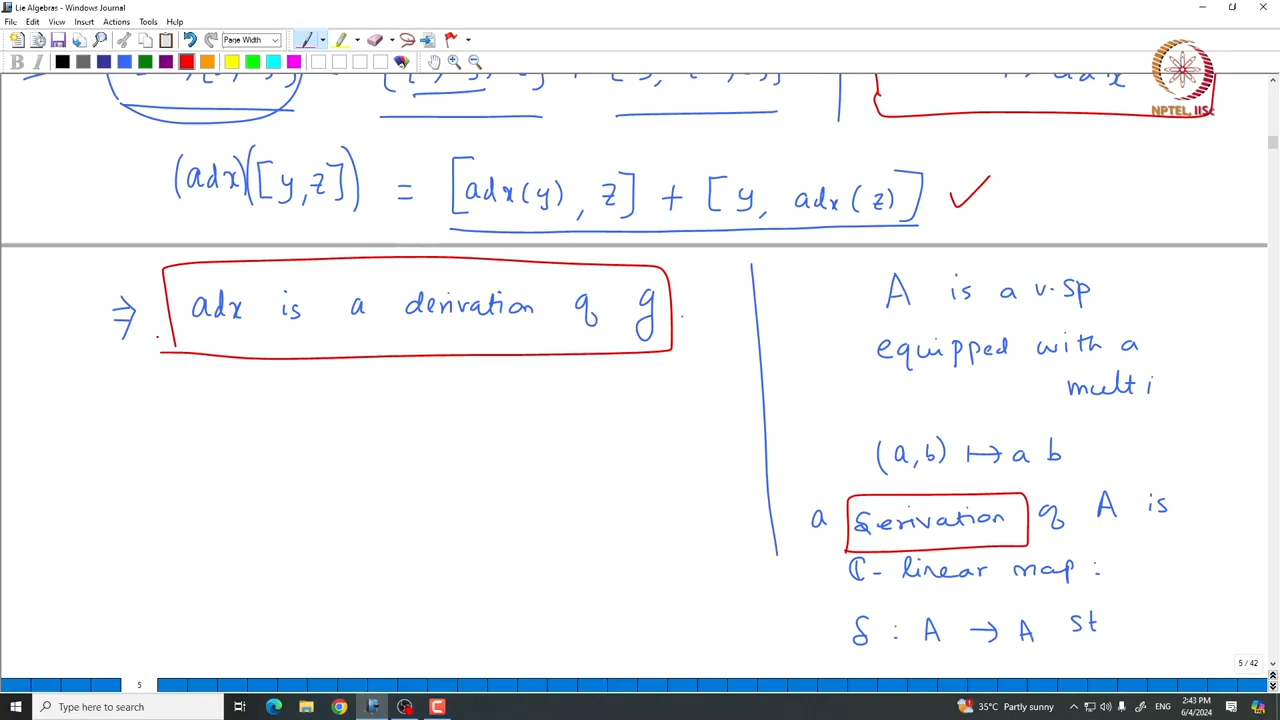 Lie Algebras - Windows Journal
File Edit View Insert Actions Tools Help
Page Width
B I
NPTEL, IISc
ad x
(adx)([y,z]) = [adx(y), z] + [y, adx(z)] ✓
⇒ adx is a derivation of g.
A is a v.sp
equipped with a
multi
(a,b) ↦ a b
a derivation of A is
ℂ- linear map :
δ : A → A st
5 / 42
5
Type here to search
35°C Partly sunny
ENG
2:43 PM
6/4/2024